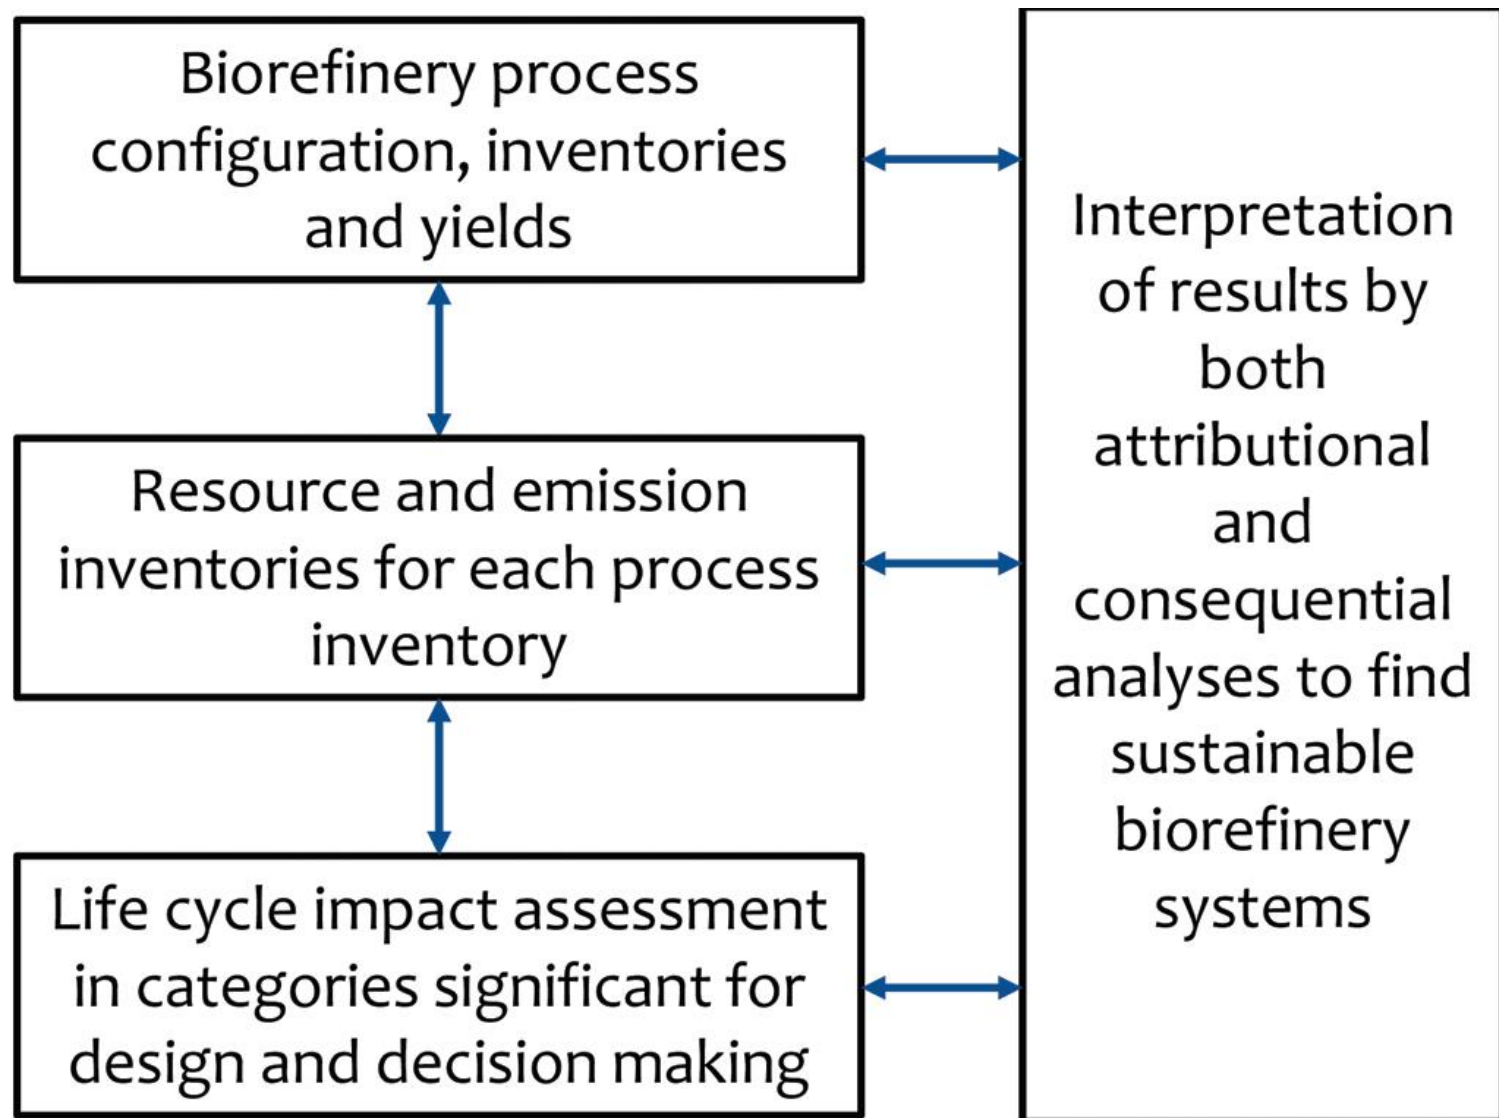 Biorefinery process
configuration, inventories
and yields
Resource and emission
inventories for each process
inventory
Life cycle impact assessment
in categories significant for
design and decision making
Interpretation
of results by
both
attributional
and
consequential
analyses to find
sustainable
biorefinery
systems